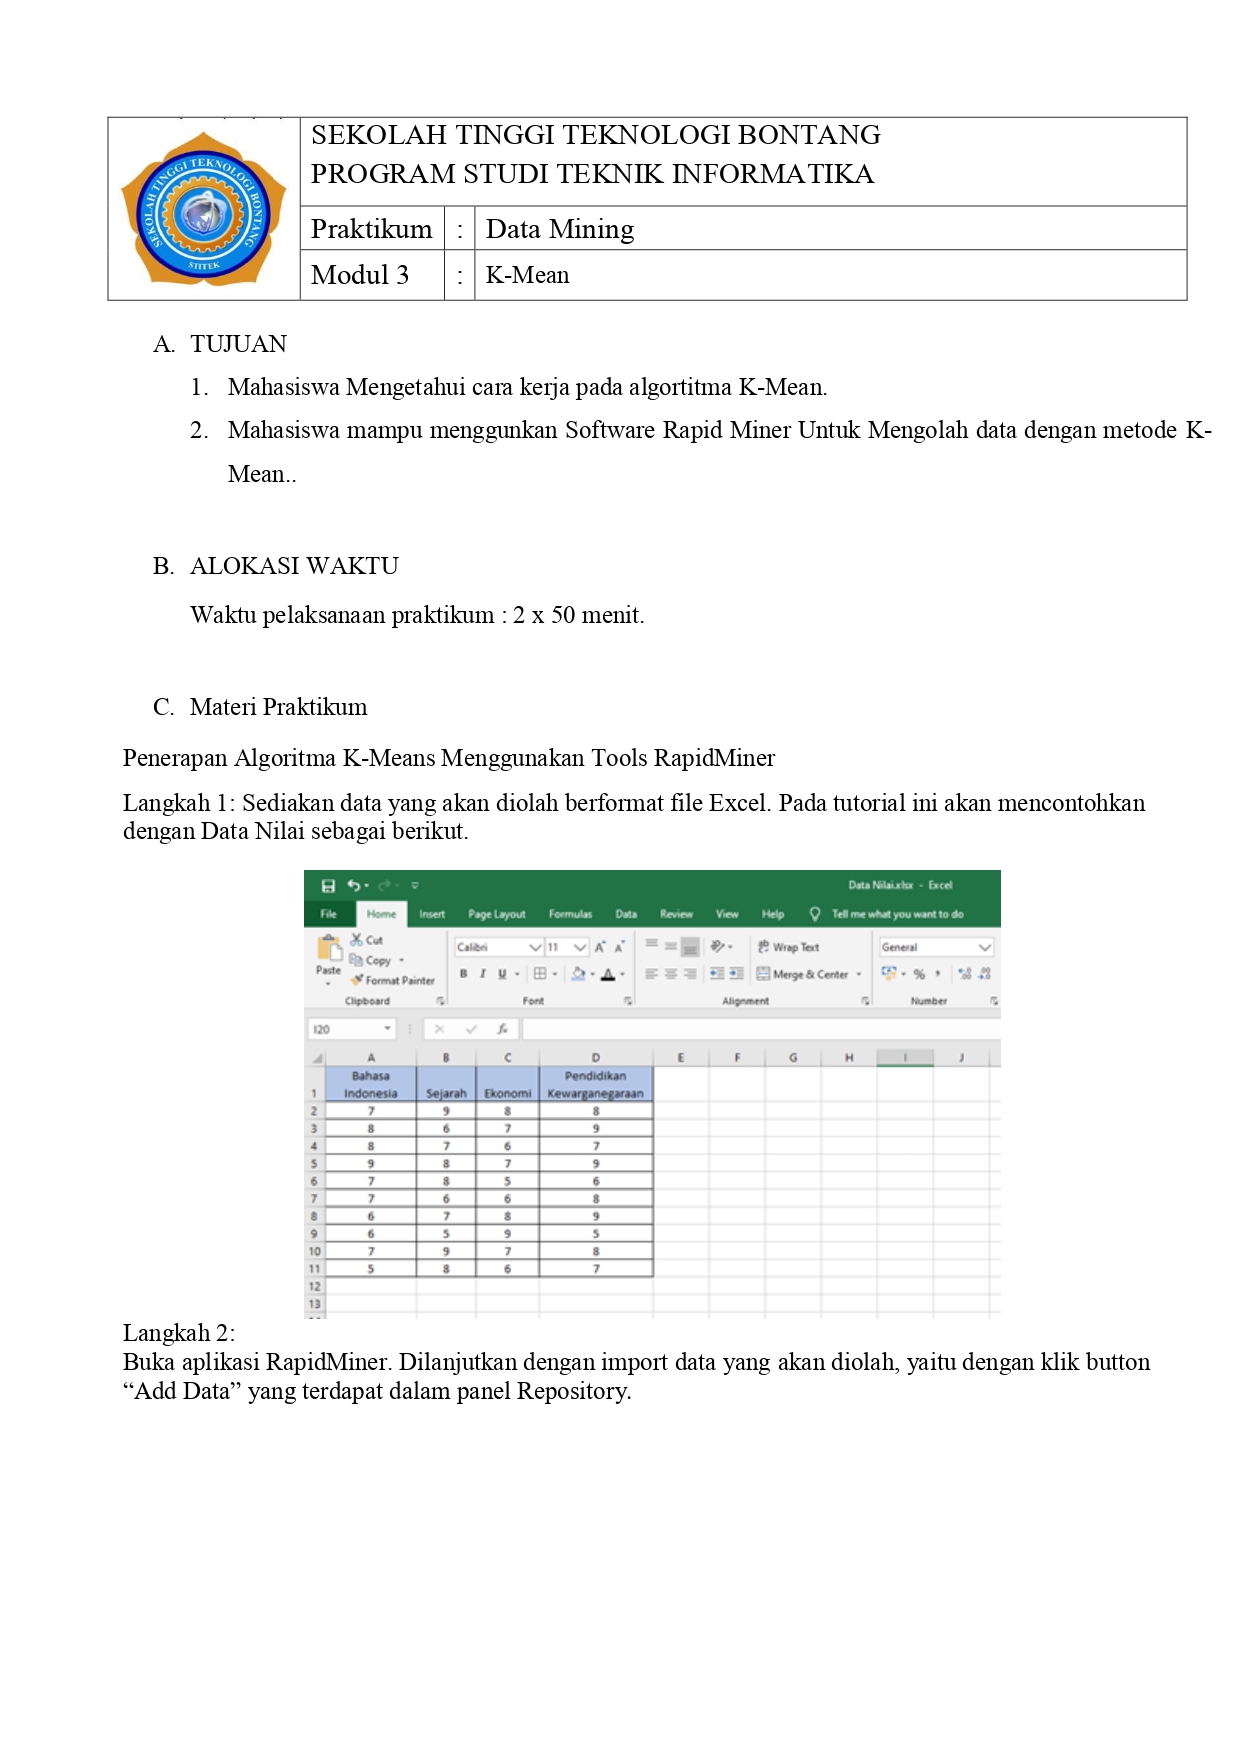 SEKOLAH TINGGI TEKNOLOGI BONTANG
STITEK
SEKOLAH TINGGI TEKNOLOGI BONTANG
PROGRAM STUDI TEKNIK INFORMATIKA
Praktikum : Data Mining
Modul 3 : K-Mean
A. TUJUAN
1. Mahasiswa Mengetahui cara kerja pada algortitma K-Mean.
2. Mahasiswa mampu menggunkan Software Rapid Miner Untuk Mengolah data dengan metode K-
Mean..
B. ALOKASI WAKTU
Waktu pelaksanaan praktikum : 2 x 50 menit.
C. Materi Praktikum
Penerapan Algoritma K-Means Menggunakan Tools RapidMiner
Langkah 1: Sediakan data yang akan diolah berformat file Excel. Pada tutorial ini akan mencontohkan
dengan Data Nilai sebagai berikut.
Data Nilai.xlsx - Excel
File Home Insert Page Layout Formulas Data Review View Help Tell me what you want to do
Cut
Copy
Format Painter
Paste
Calibri 11 A A
B I U A
Wrap Text
Merge & Center
General
% ,
Clipboard Font Alignment Number
I20 fx
A B C D E F G H I J
Bahasa Pendidikan
1 Indonesia Sejarah Ekonomi Kewarganegaraan
2 7 9 8 8
3 8 6 7 9
4 8 7 6 7
5 9 8 7 9
6 7 8 5 6
7 7 6 6 8
8 6 7 8 9
9 6 5 9 5
10 7 9 7 8
11 5 8 6 7
12
13
Langkah 2:
Buka aplikasi RapidMiner. Dilanjutkan dengan import data yang akan diolah, yaitu dengan klik button
“Add Data” yang terdapat dalam panel Repository.